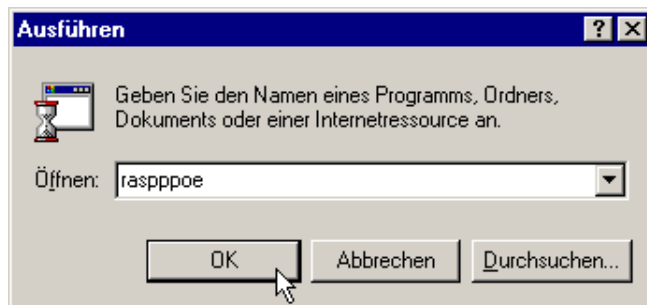 Ausführen
Geben Sie den Namen eines Programms, Ordners,
Dokuments oder einer Internetressource an.
Öffnen: raspppoe
OK Abbrechen Durchsuchen...